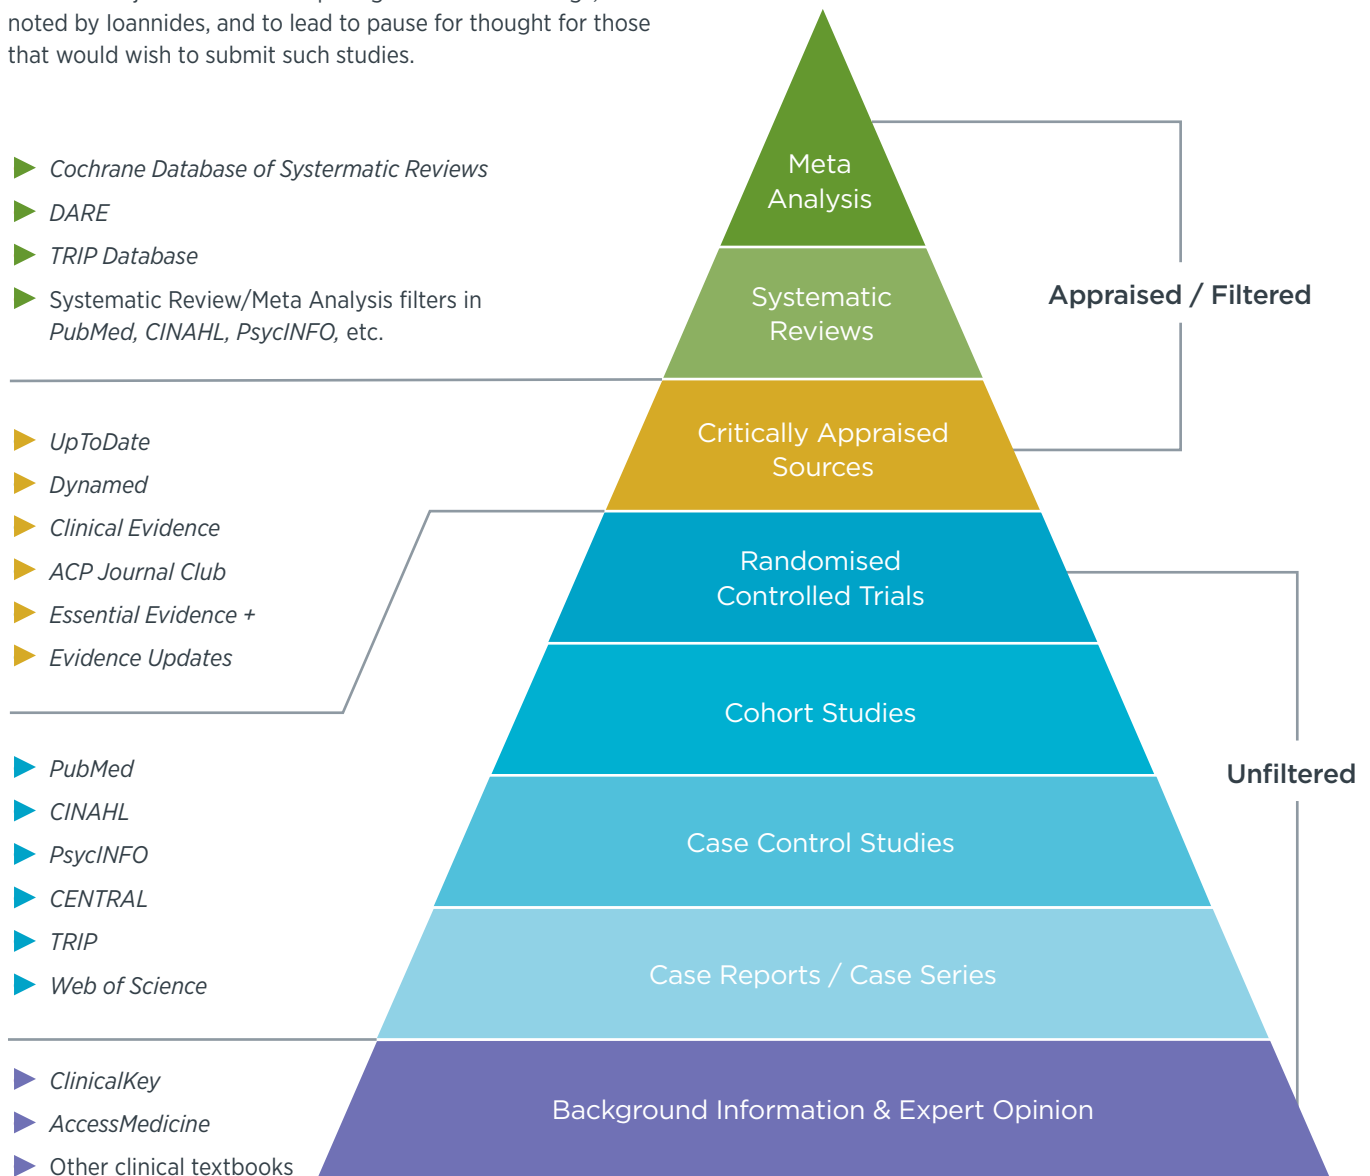 noted by Ioannides, and to lead to pause for thought for those
that would wish to submit such studies.
Cochrane Database of Systermatic Reviews
DARE
TRIP Database
Systematic Review/Meta Analysis filters in
PubMed, CINAHL, PsycINFO, etc.
UpToDate
Dynamed
Clinical Evidence
ACP Journal Club
Essential Evidence +
Evidence Updates
PubMed
CINAHL
PsycINFO
CENTRAL
TRIP
Web of Science
ClinicalKey
AccessMedicine
Other clinical textbooks
Meta
Analysis
Systematic
Reviews
Critically Appraised
Sources
Randomised
Controlled Trials
Cohort Studies
Case Control Studies
Case Reports / Case Series
Background Information & Expert Opinion
Appraised / Filtered
Unfiltered